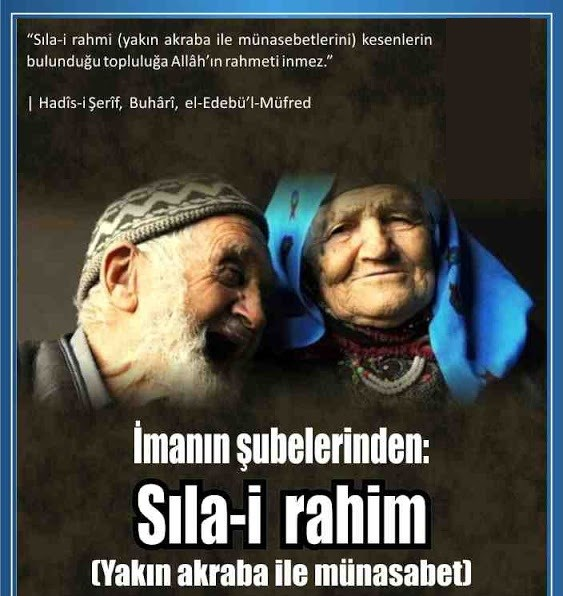 “Sıla-i rahmi (yakın akraba ile münasebetlerini) kesenlerin
bulunduğu topluluğa Allâh’ın rahmeti inmez.”
| Hadîs-i Şerîf, Buhârî, el-Edebü’l-Müfred
İmanın şubelerinden:
Sıla-i rahim
(Yakın akraba ile münasabet)